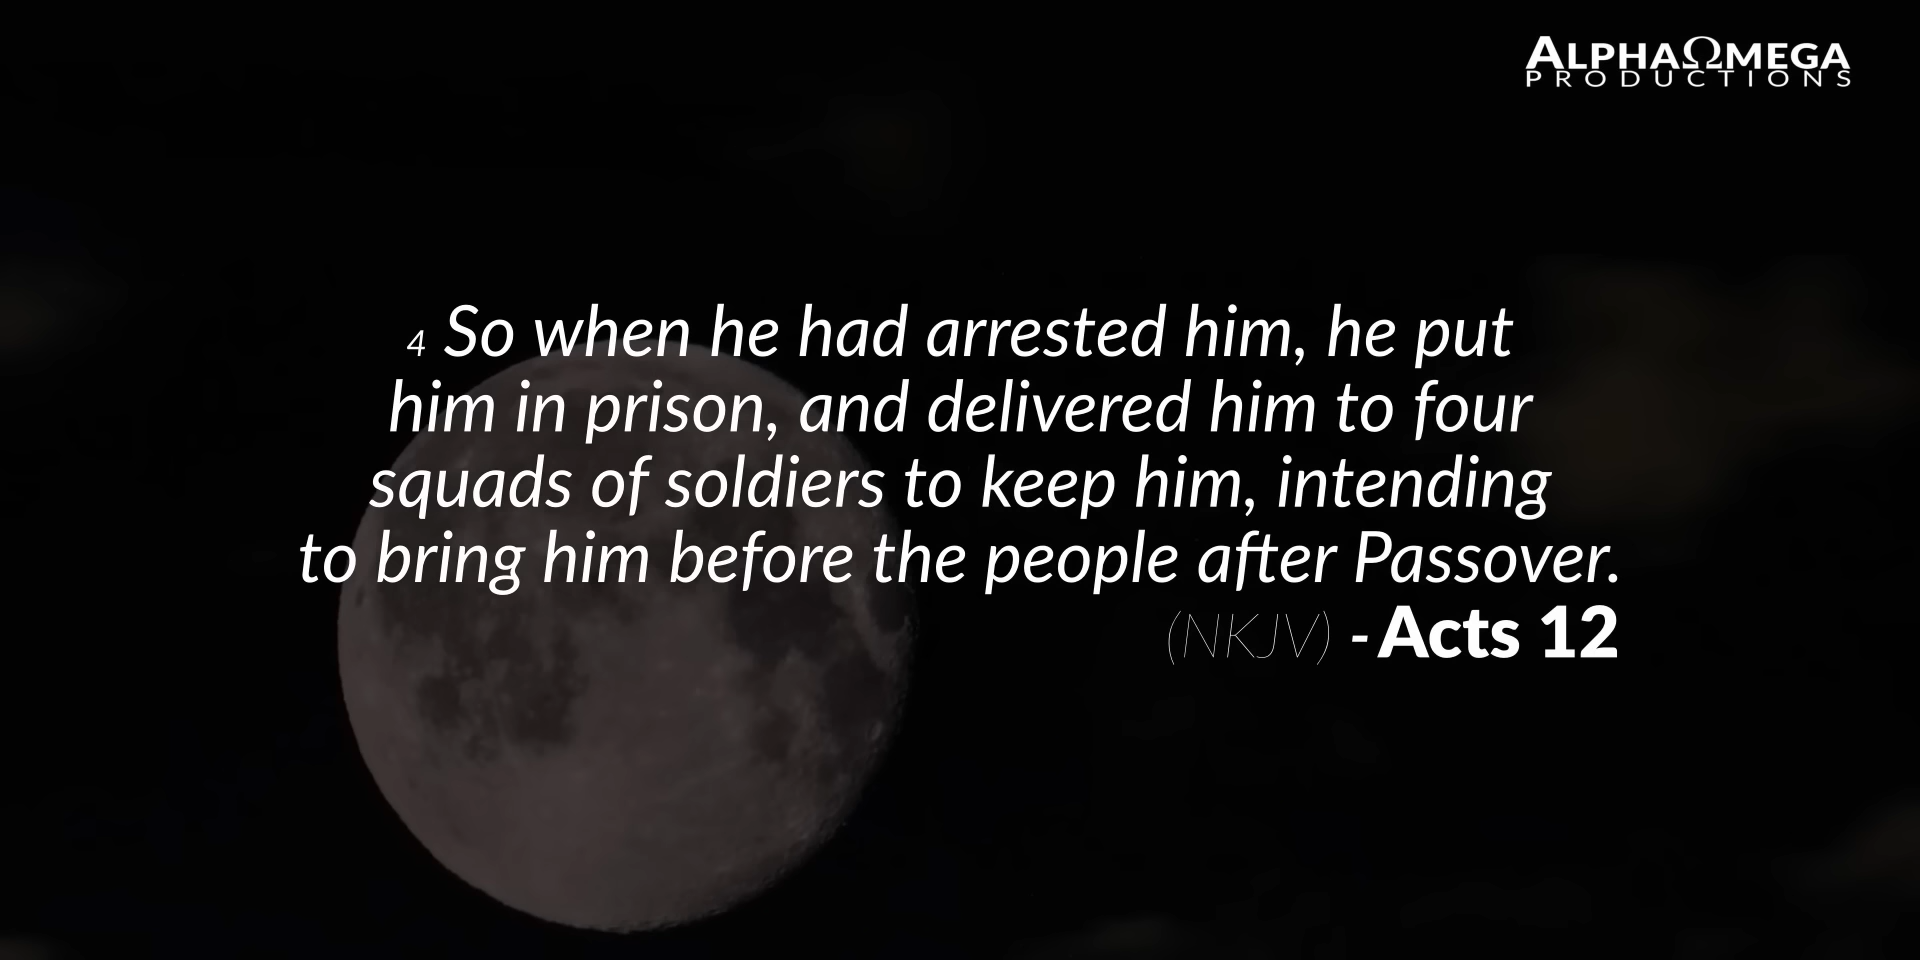 ALPHAΩMEGA
PRODUCTIONS
4 So when he had arrested him, he put
him in prison, and delivered him to four
squads of soldiers to keep him, intending
to bring him before the people after Passover.
(NKJV) - Acts 12